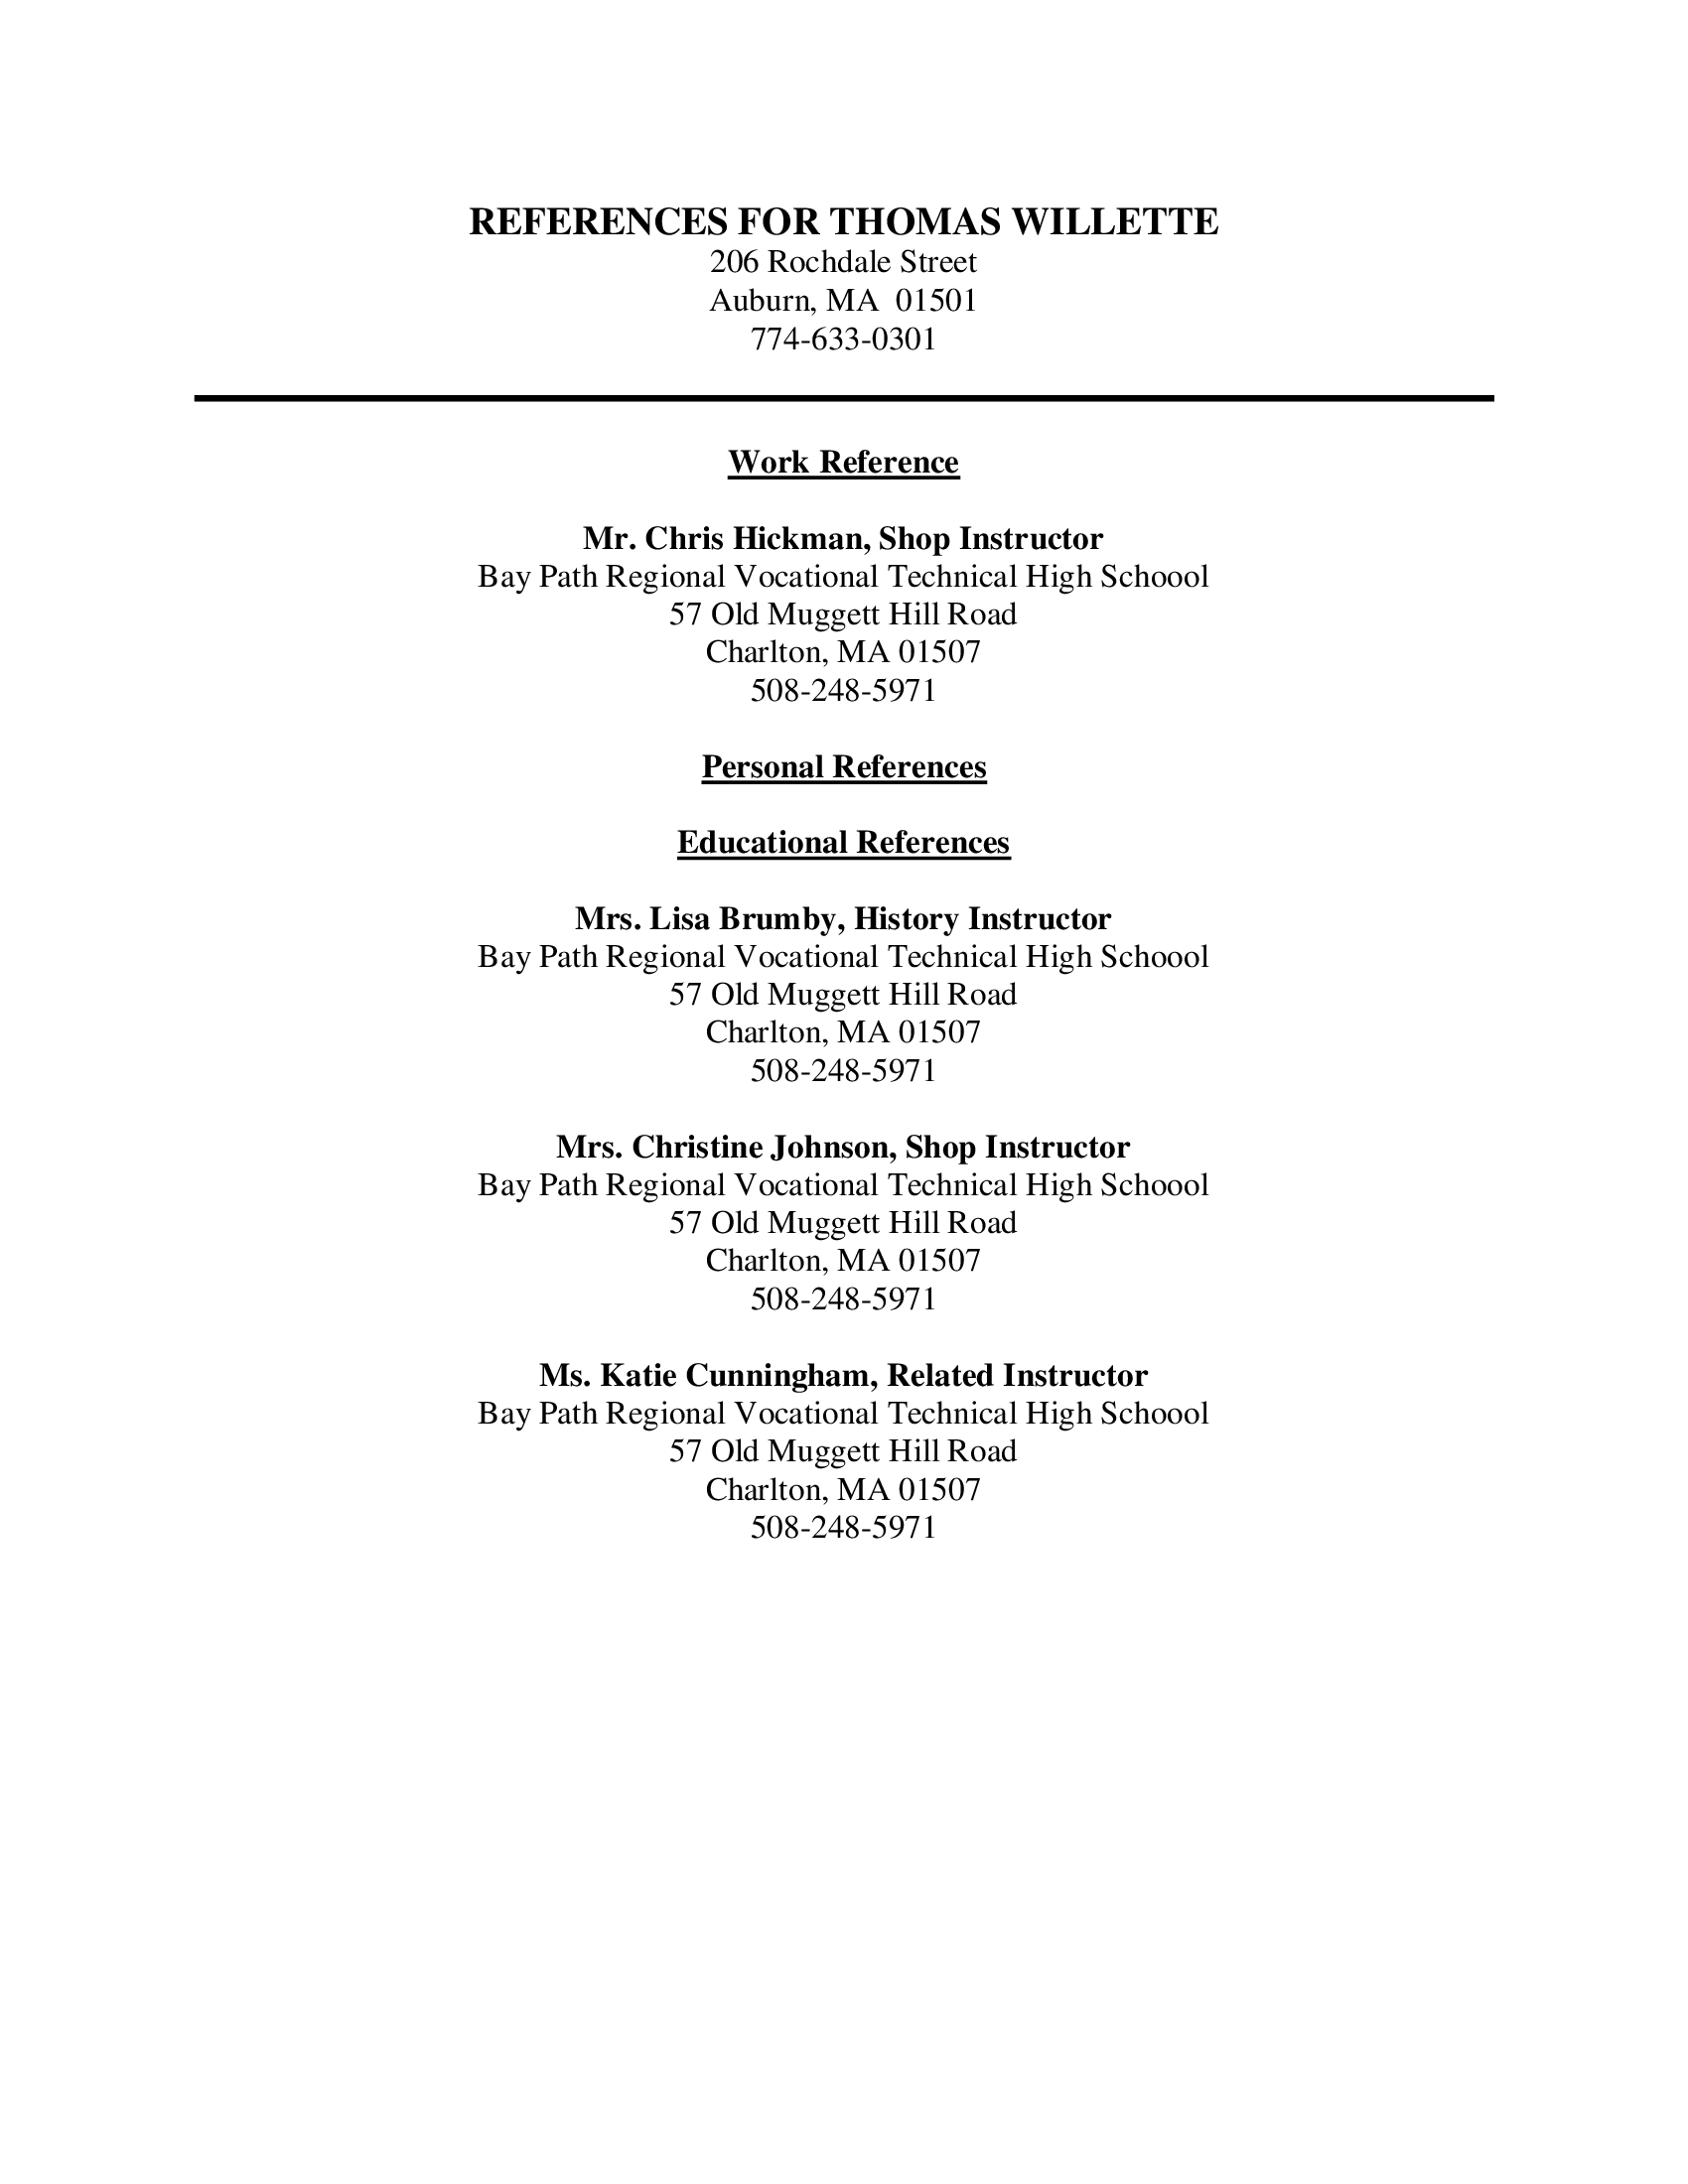 REFERENCES FOR THOMAS WILLETTE
206 Rochdale Street
Auburn, MA  01501
774-633-0301
Work Reference
Mr. Chris Hickman, Shop Instructor
Bay Path Regional Vocational Technical High Schoool
57 Old Muggett Hill Road
Charlton, MA 01507
508-248-5971
Personal References
Educational References
Mrs. Lisa Brumby, History Instructor
Bay Path Regional Vocational Technical High Schoool
57 Old Muggett Hill Road
Charlton, MA 01507
508-248-5971
Mrs. Christine Johnson, Shop Instructor
Bay Path Regional Vocational Technical High Schoool
57 Old Muggett Hill Road
Charlton, MA 01507
508-248-5971
Ms. Katie Cunningham, Related Instructor
Bay Path Regional Vocational Technical High Schoool
57 Old Muggett Hill Road
Charlton, MA 01507
508-248-5971